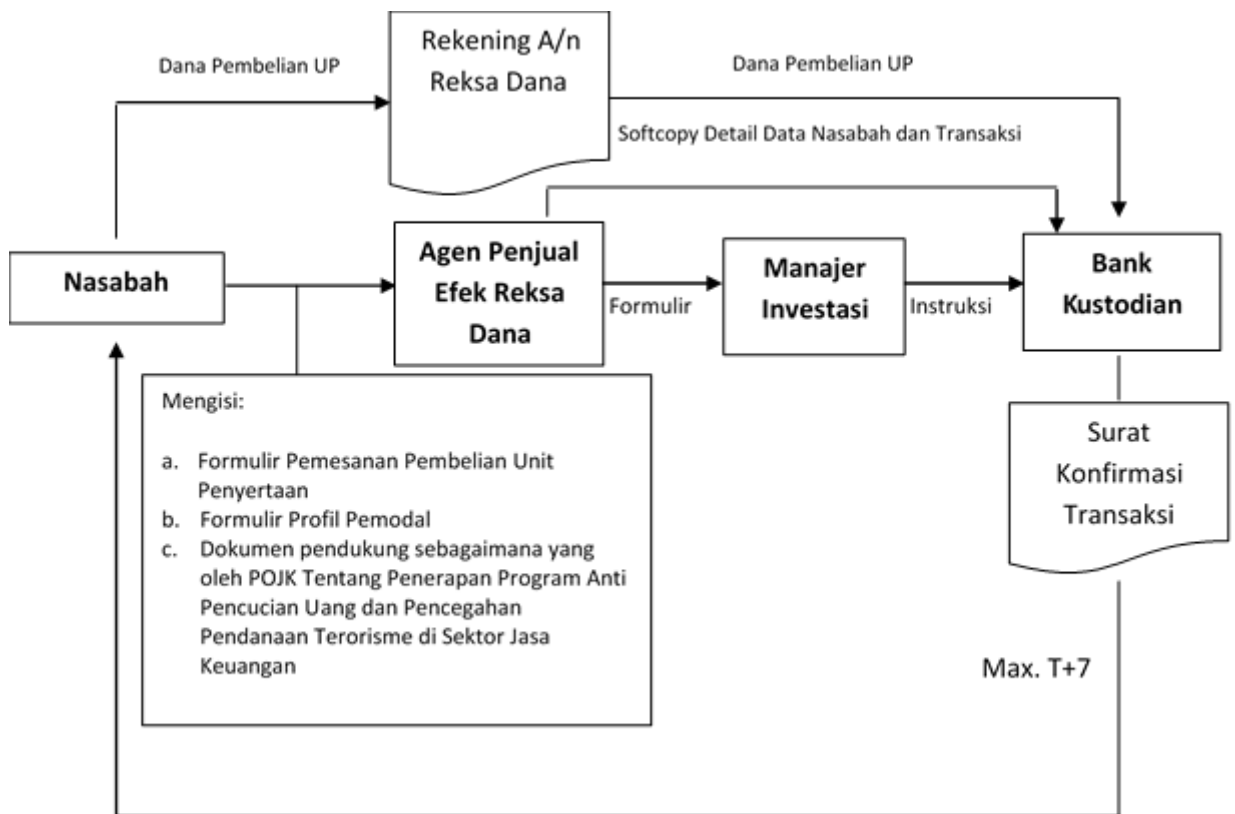 Rekening A/n
Reksa Dana
Dana Pembelian UP
Dana Pembelian UP
Softcopy Detail Data Nasabah dan Transaksi
Nasabah
Agen Penjual
Efek Reksa
Dana
Formulir
Manajer
Investasi
Instruksi
Bank
Kustodian
Mengisi:
a. Formulir Pemesanan Pembelian Unit
Penyertaan
b. Formulir Profil Pemodal
c. Dokumen pendukung sebagaimana yang
oleh POJK Tentang Penerapan Program Anti
Pencucian Uang dan Pencegahan
Pendanaan Terorisme di Sektor Jasa
Keuangan
Surat
Konfirmasi
Transaksi
Max. T+7